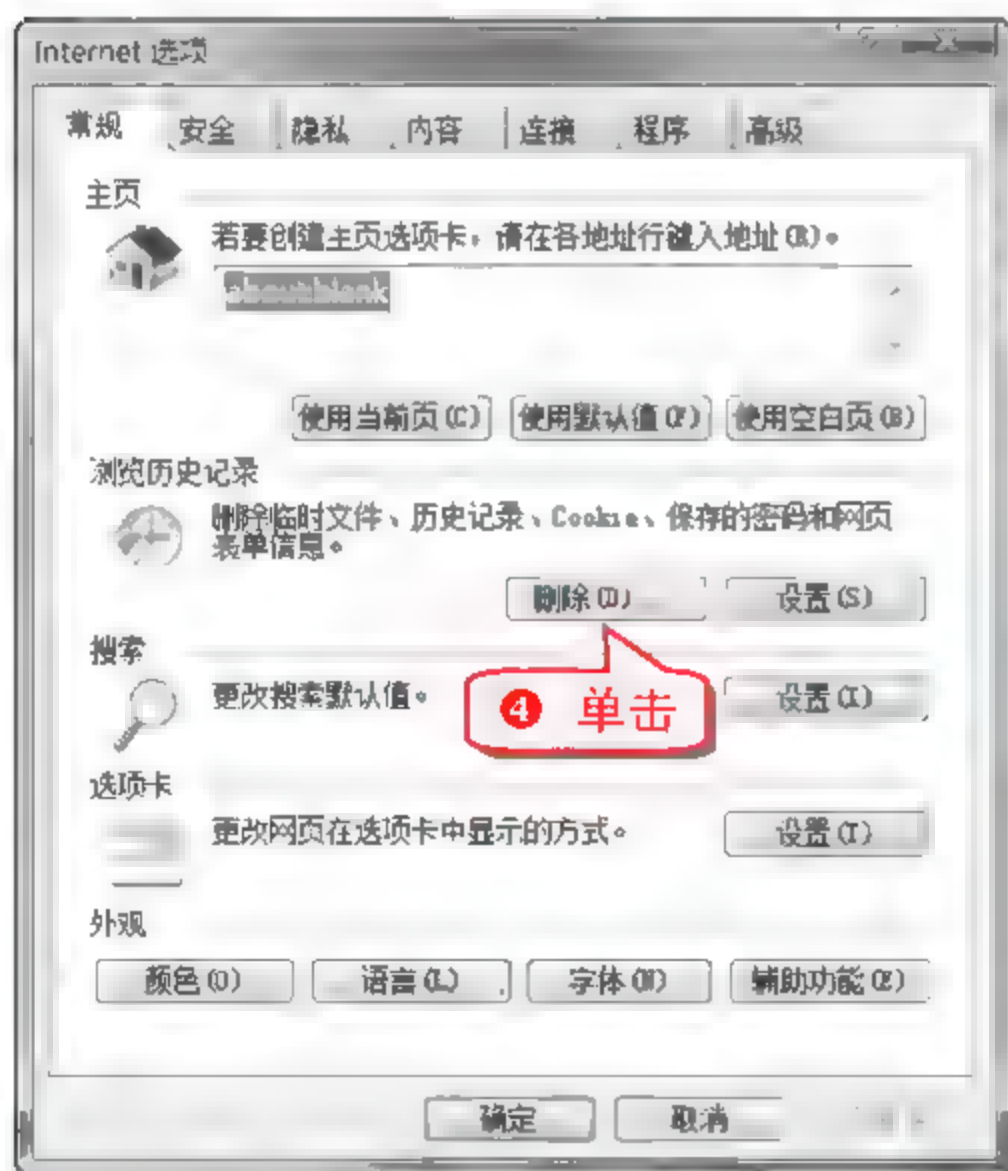 Internet 选项
常规 安全 隐私 内容 连接 程序 高级
主页
若要创建主页选项卡，请在各地址行键入地址(R)。
about:blank
使用当前页(C) 使用默认值(F) 使用空白页(B)
浏览历史记录
删除临时文件、历史记录、Cookie、保存的密码和网页
表单信息。
删除(D) 设置(S)
搜索
更改搜索默认值。
❹ 单击
设置(I)
选项卡
更改网页在选项卡中显示的方式。
设置(T)
外观
颜色(O) 语言(L) 字体(N) 辅助功能(E)
确定 取消